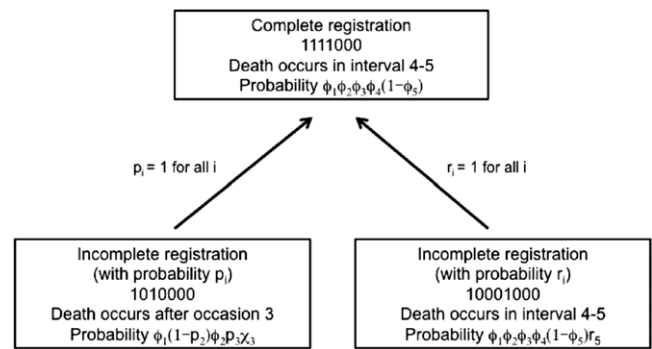 Complete registration
1111000
Death occurs in interval 4-5
Probability ϕ₁ϕ₂ϕ₃ϕ₄(1−ϕ₅)
pᵢ = 1 for all i
rᵢ = 1 for all i
Incomplete registration
(with probability pᵢ)
1010000
Death occurs after occasion 3
Probability ϕ₁(1−p₂)ϕ₂p₃χ₃
Incomplete registration
(with probability rᵢ)
10001000
Death occurs in interval 4-5
Probability ϕ₁ϕ₂ϕ₃ϕ₄(1−ϕ₅)r₅